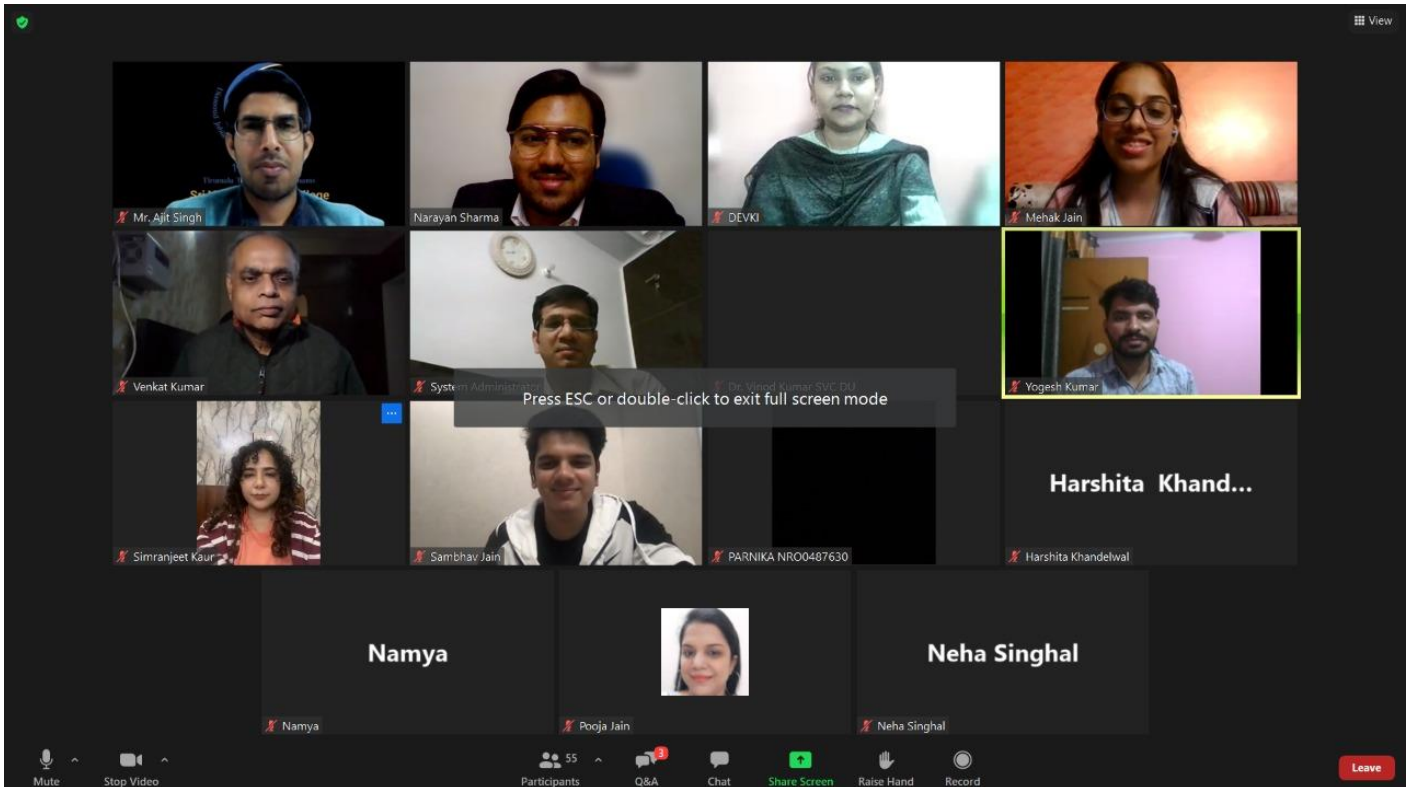 View
Mr. Ajit Singh
Narayan Sharma
DEVKI
Mehak Jain
Venkat Kumar
System Administrator
Dr. Vinod Kumar SVC DU
Yogesh Kumar
Press ESC or double-click to exit full screen mode
Simranjeet Kaur
Sambhav Jain
PARNIKA NRO0487630
Harshita Khand...
Harshita Khandelwal
Namya
Namya
Pooja Jain
Neha Singhal
Neha Singhal
Mute
Stop Video
55
Participants
3
Q&A
Chat
Share Screen
Raise Hand
Record
Leave